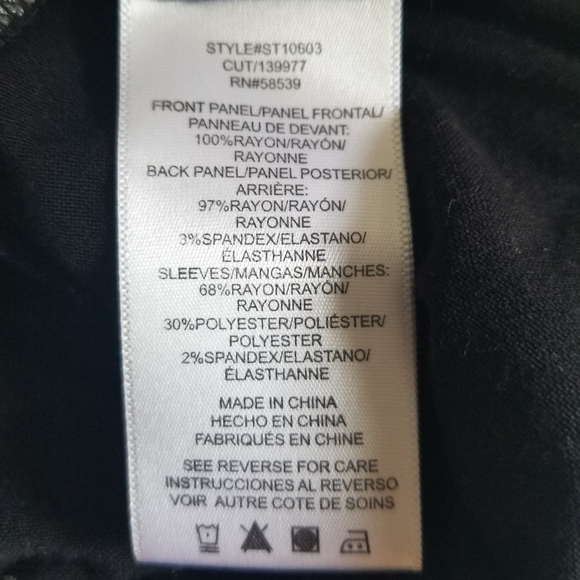 STYLE#ST10603
CUT/139977
RN#58539
FRONT PANEL/PANEL FRONTAL/
PANNEAU DE DEVANT:
100%RAYON/RAYÓN/
RAYONNE
BACK PANEL/PANEL POSTERIOR/
ARRIÈRE:
97%RAYON/RAYÓN/
RAYONNE
3%SPANDEX/ELASTANO/
ÉLASTHANNE
SLEEVES/MANGAS/MANCHES:
68%RAYON/RAYÓN/
RAYONNE
30%POLYESTER/POLIÉSTER/
POLYESTER
2%SPANDEX/ELASTANO/
ÉLASTHANNE
MADE IN CHINA
HECHO EN CHINA
FABRIQUÉS EN CHINE
SEE REVERSE FOR CARE
INSTRUCCIONES AL REVERSO
VOIR AUTRE COTE DE SOINS